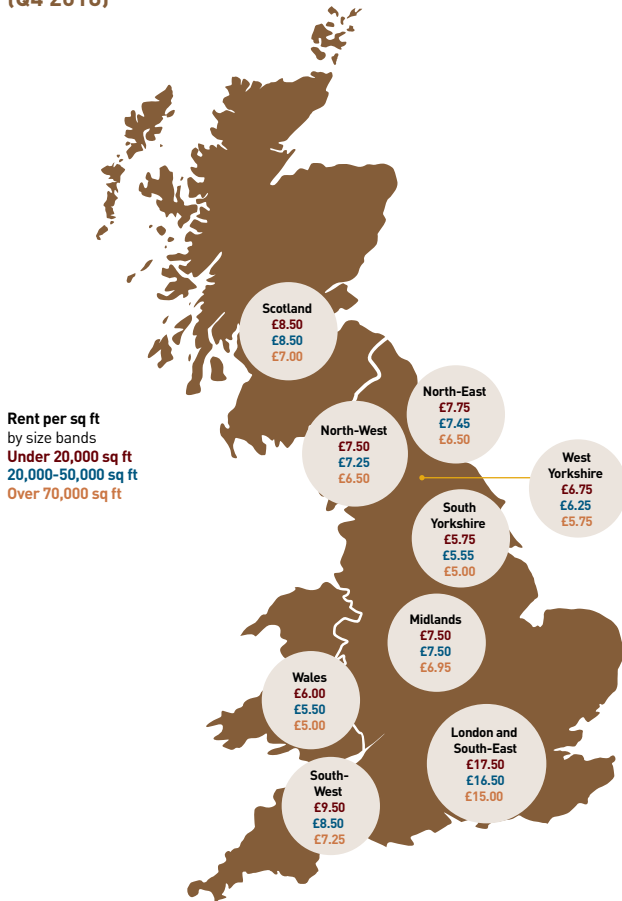 (Q4 2016)
Scotland
£8.50
£8.50
£7.00
North-East
£7.75
£7.45
£6.50
Rent per sq ft
by size bands
Under 20,000 sq ft
20,000-50,000 sq ft
Over 70,000 sq ft
North-West
£7.50
£7.25
£6.50
West
Yorkshire
£6.75
£6.25
£5.75
South
Yorkshire
£5.75
£5.55
£5.00
Midlands
£7.50
£7.50
£6.95
Wales
£6.00
£5.50
£5.00
London and
South-East
£17.50
£16.50
£15.00
South-
West
£9.50
£8.50
£7.25